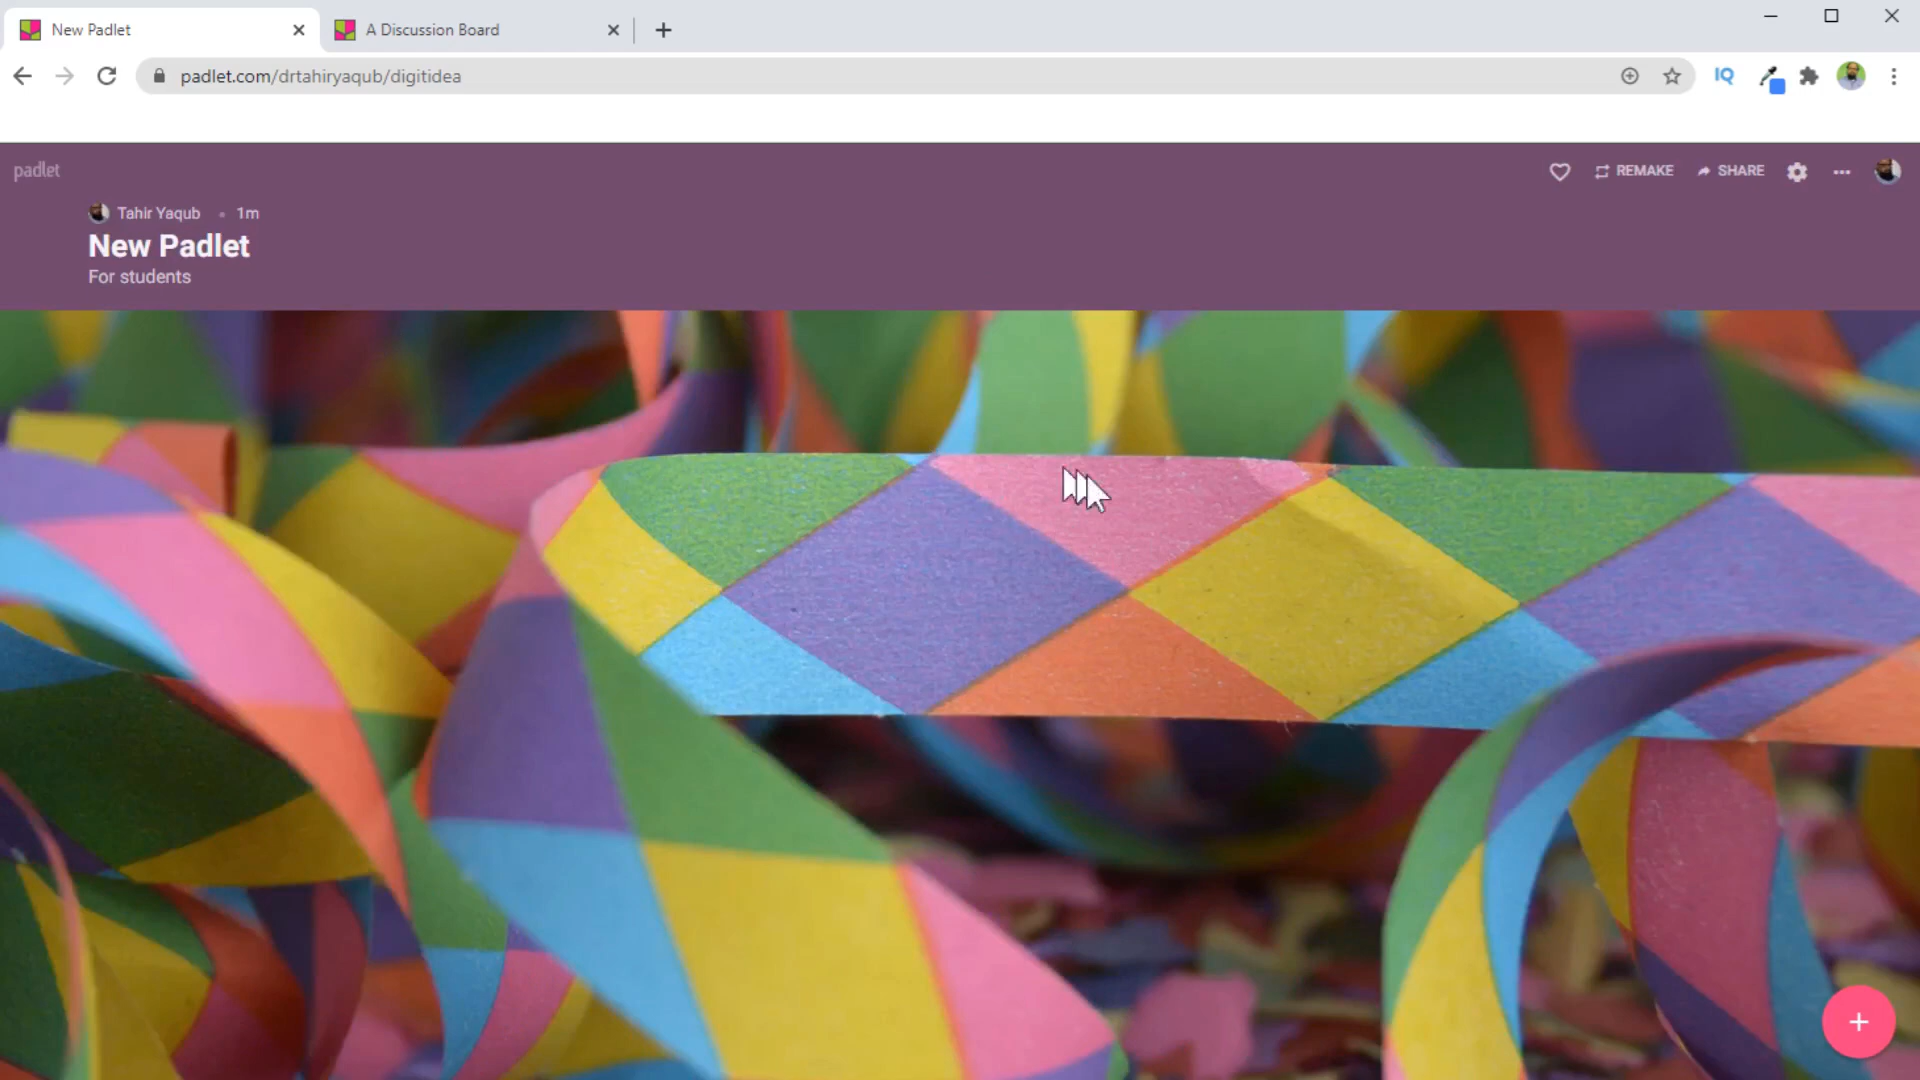 New Padlet
A Discussion Board
padlet.com/drtahiryaqub/digitidea
IQ
padlet
REMAKE
SHARE
Tahir Yaqub • 1m
New Padlet
For students